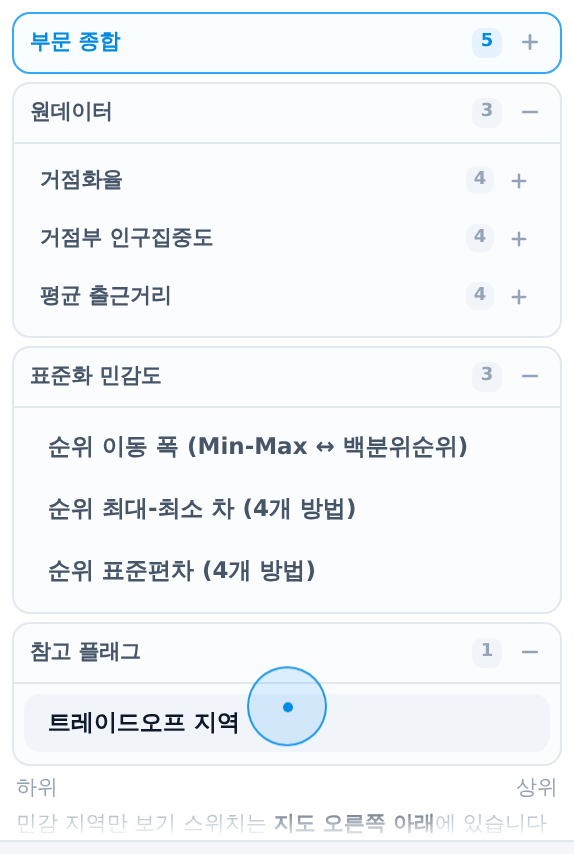 부문 종합 5 +
원데이터 3 −
거점화율 4 +
거점부 인구집중도 4 +
평균 출근거리 4 +
표준화 민감도 3 −
순위 이동 폭 (Min-Max ↔ 백분위순위)
순위 최대-최소 차 (4개 방법)
순위 표준편차 (4개 방법)
참고 플래그 1 −
트레이드오프 지역
하위 상위
민감 지역만 보기 스위치는 지도 오른쪽 아래에 있습니다